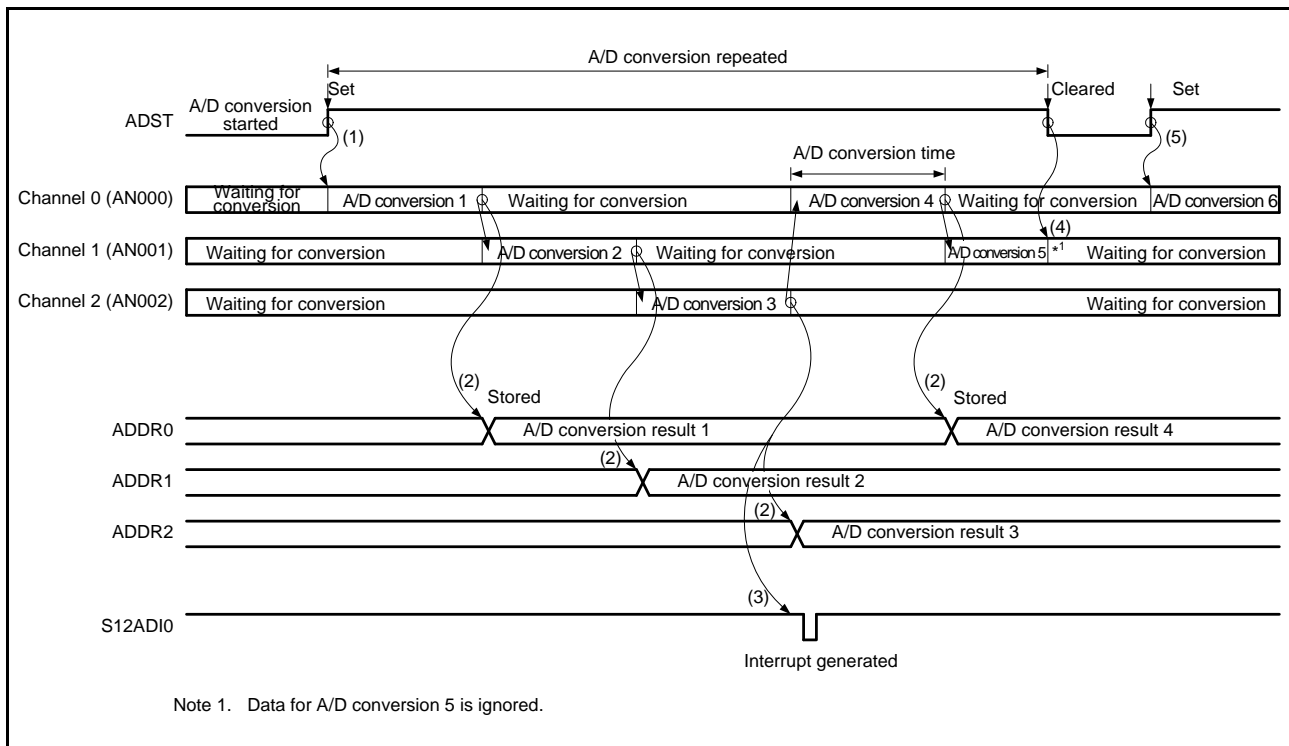 A/D conversion repeated
Set
Cleared
Set
A/D conversion
started
ADST
(1)
(5)
A/D conversion time
Channel 0 (AN000)
Waiting for
conversion
A/D conversion 1
Waiting for conversion
A/D conversion 4
Waiting for conversion
A/D conversion 6
(4)
Channel 1 (AN001)
Waiting for conversion
A/D conversion 2
Waiting for conversion
A/D conversion 5
*1
Waiting for conversion
Channel 2 (AN002)
Waiting for conversion
A/D conversion 3
Waiting for conversion
(2)
Stored
(2)
Stored
ADDR0
A/D conversion result 1
A/D conversion result 4
(2)
ADDR1
A/D conversion result 2
(2)
ADDR2
A/D conversion result 3
(3)
S12ADI0
Interrupt generated
Note 1. Data for A/D conversion 5 is ignored.